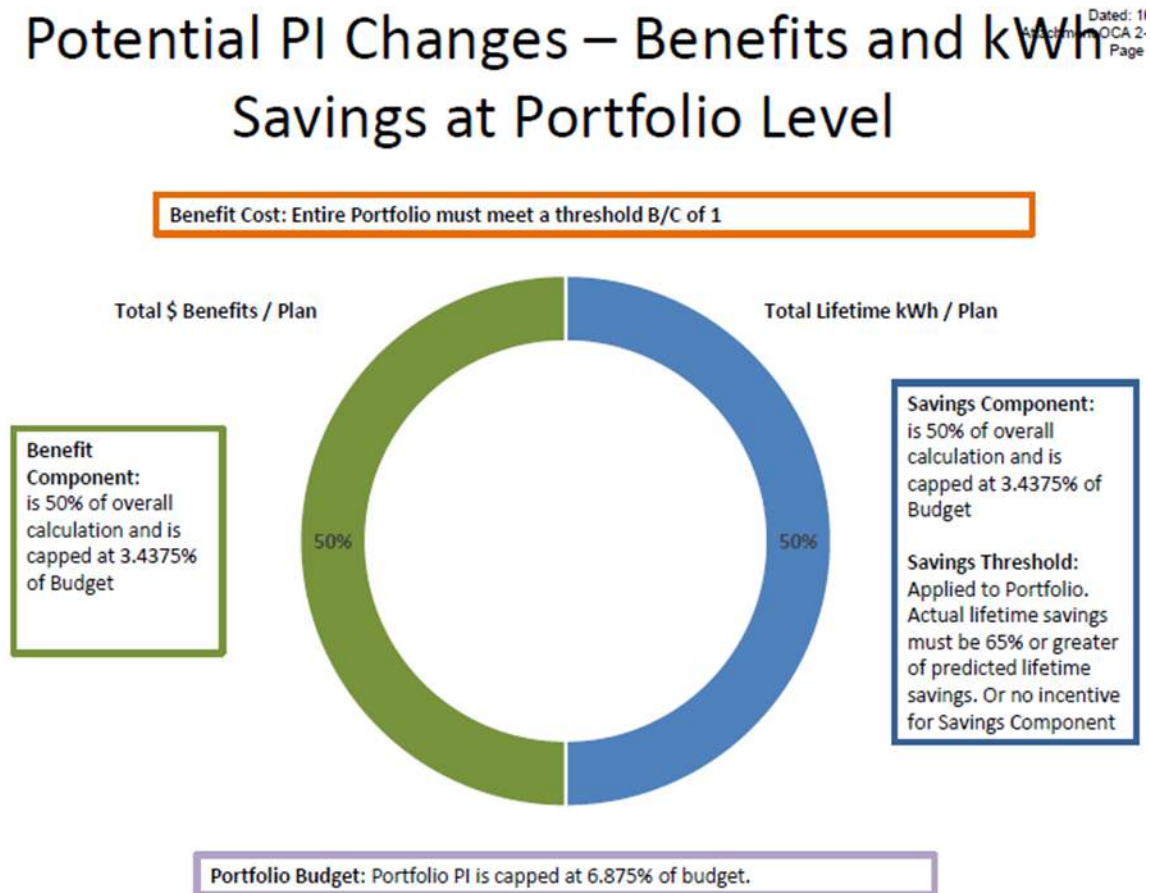 Dated: 1
Potential PI Changes – Benefits and kWh
OCA 2-
Page
Savings at Portfolio Level
Benefit Cost: Entire Portfolio must meet a threshold B/C of 1
Total $ Benefits / Plan
Total Lifetime kWh / Plan
Benefit
Component:
is 50% of overall
calculation and is
capped at 3.4375%
of Budget
50%
50%
Savings Component:
is 50% of overall
calculation and is
capped at 3.4375% of
Budget
Savings Threshold:
Applied to Portfolio.
Actual lifetime savings
must be 65% or greater
of predicted lifetime
savings. Or no incentive
for Savings Component
Portfolio Budget: Portfolio PI is capped at 6.875% of budget.